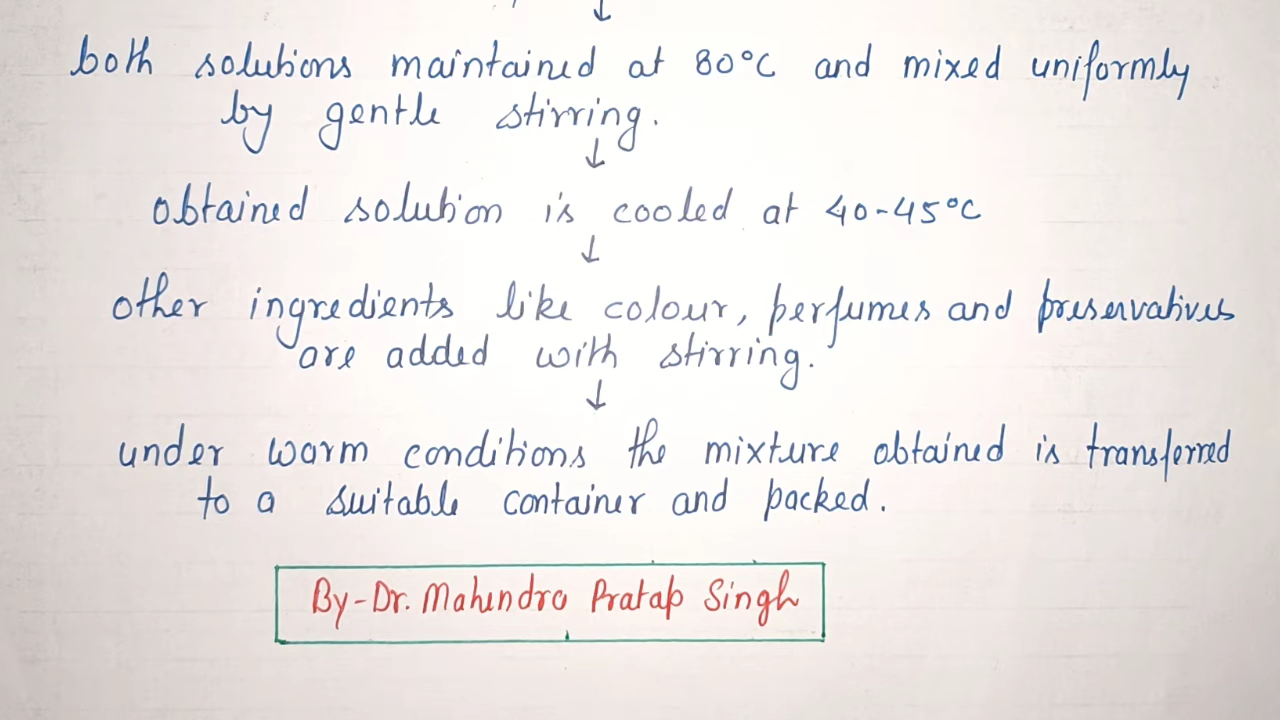 ↓
both solutions maintained at 80°C and mixed uniformly
by gentle stirring.
↓
obtained solution is cooled at 40-45°C
↓
other ingredients like colour, perfumes and preservatives
are added with stirring.
↓
under warm conditions the mixture obtained is transferred
to a suitable container and packed.
By-Dr. Mahendra Pratap Singh